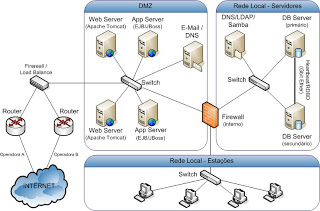 DMZ
Web Server
(Apache Tomcat)
App Server
(EJB/JBoss)
E-Mail /
DNS
Switch
Web Server
(Apache Tomcat)
App Server
(EJB/JBoss)
Rede Local - Servidores
DNS/LDAP/
Samba
DB Server
(primário)
Switch
Heartbeat/DRBD
(Giga Ether)
DB Server
(secundário)
Firewall
(interno)
Firewall /
Load Balance
Router
Router
Operadora A
Operadora B
INTERNET
Rede Local - Estações
Switch